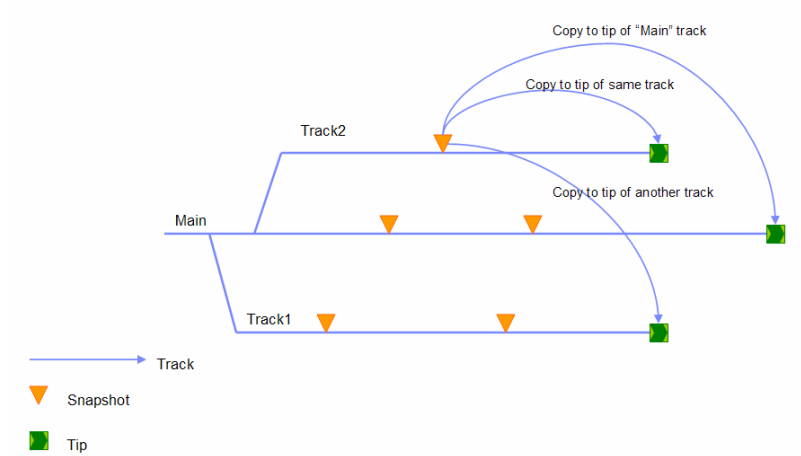 Copy to tip of “Main” track
Copy to tip of same track
Track2
Copy to tip of another track
Main
Track1
Track
Snapshot
Tip